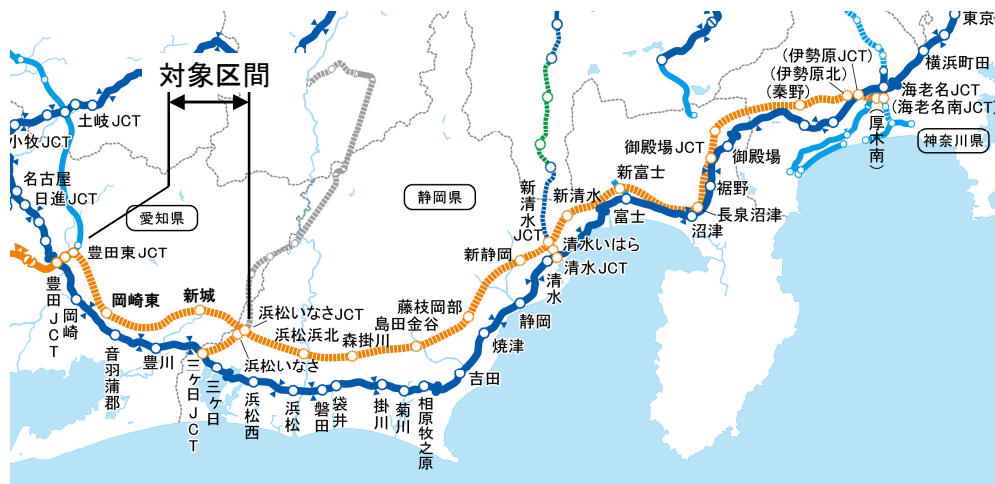 対象区間
東京
横浜町田
(伊勢原JCT)
(伊勢原北)
(秦野)
海老名JCT
(海老名南JCT)
(厚木南)
神奈川県
御殿場JCT
御殿場
裾野
長泉沼津
沼津
新富士
富士
新清水
新清水JCT
清水いはら
清水JCT
清水
新静岡
静岡県
静岡
藤枝岡部
島田金谷
焼津
吉田
相原牧之原
菊川
掛川
森掛川
袋井
磐田
浜松
浜松西
浜松浜北
浜松いなさJCT
浜松いなさ
三ケ日
三ケ日JCT
新城
豊川
音羽蒲郡
岡崎東
岡崎
豊田JCT
豊田東JCT
愛知県
日進JCT
名古屋
小牧JCT
土岐JCT